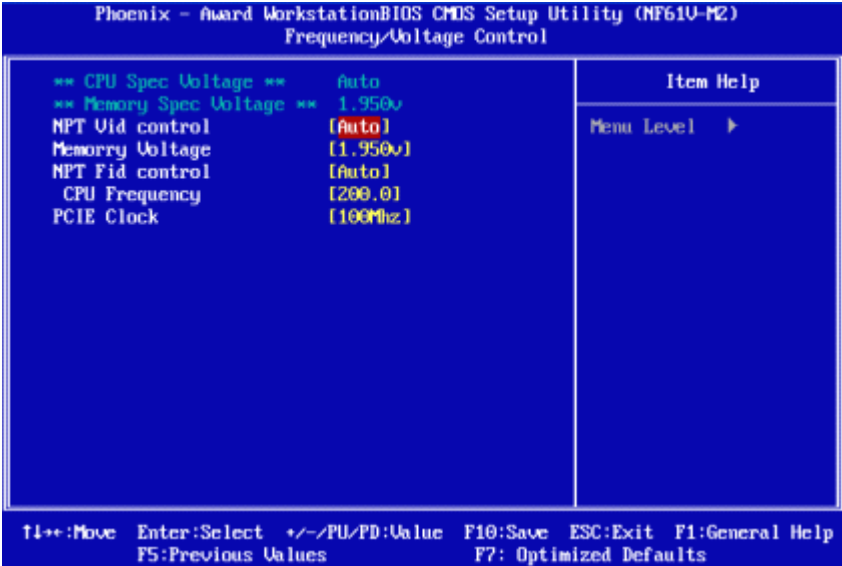 Phoenix - Award WorkstationBIOS CMOS Setup Utility (NF61V-M2)
Frequency/Voltage Control
** CPU Spec Voltage ** Auto
** Memory Spec Voltage ** 1.950v
NPT Vid control [Auto]
Memorry Voltage [1.950v]
NPT Fid control [Auto]
CPU Frequency [200.0]
PCIE Clock [100Mhz]
Item Help
Menu Level ▶
↑↓→←:Move Enter:Select +/-/PU/PD:Value F10:Save ESC:Exit F1:General Help
F5:Previous Values F7: Optimized Defaults